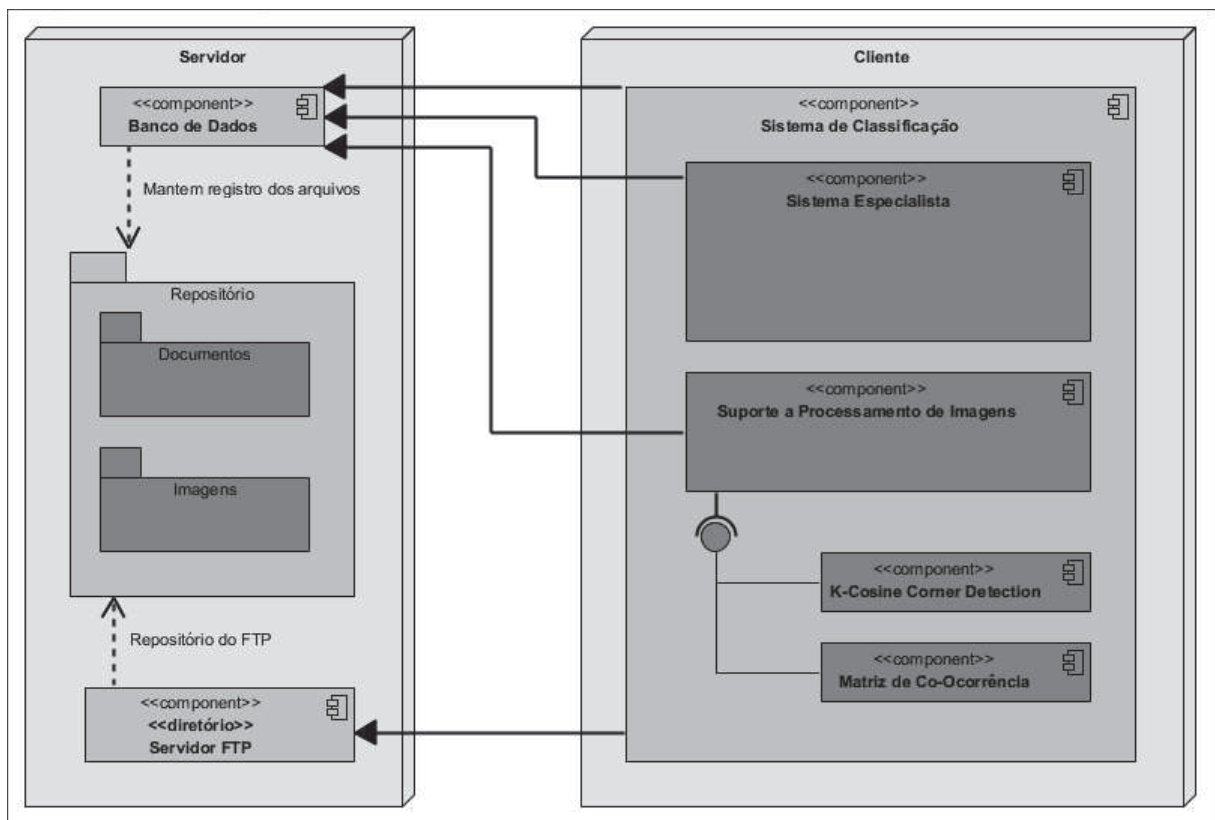 Servidor
<<component>>
Banco de Dados
Mantem registro dos arquivos
Repositório
Documentos
Imagens
Repositório do FTP
<<component>>
<<diretório>>
Servidor FTP
Cliente
<<component>>
Sistema de Classificação
<<component>>
Sistema Especialista
<<component>>
Suporte a Processamento de Imagens
<<component>>
K-Cosine Corner Detection
<<component>>
Matriz de Co-Ocorrência